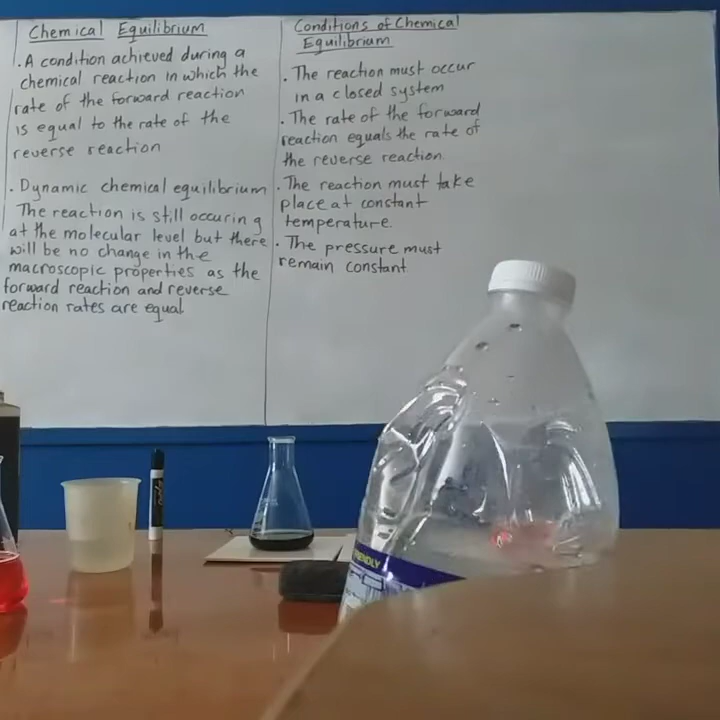 Chemical Equilibrium
. A condition achieved during a
chemical reaction in which the
rate of the forward reaction
is equal to the rate of the
reverse reaction
. Dynamic chemical equilibrium
The reaction is still occuring
at the molecular level but there
will be no change in the
macroscopic properties as the
forward reaction and reverse
reaction rates are equal
Conditions of Chemical
Equilibrium
. The reaction must occur
in a closed system
. The rate of the forward
reaction equals the rate of
the reverse reaction.
. The reaction must take
place at constant
temperature.
. The pressure must
remain constant